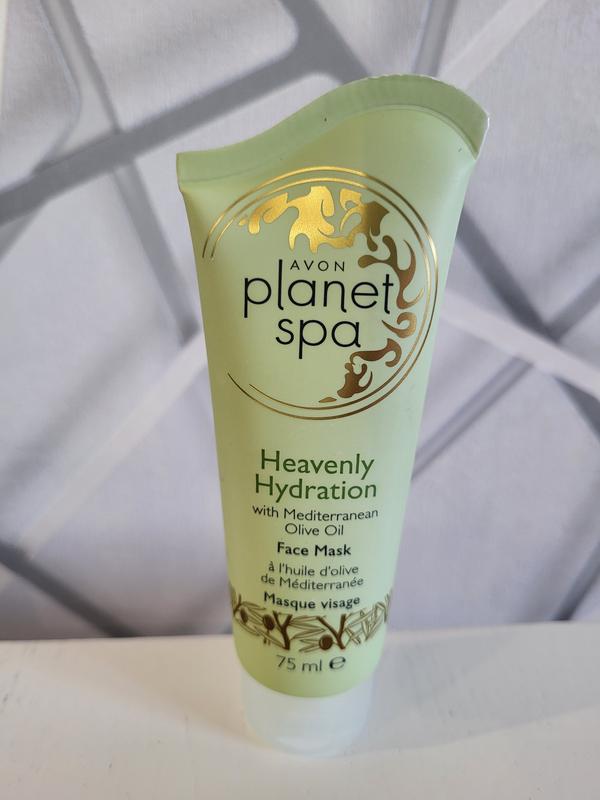 AVON
planet
spa
Heavenly
Hydration
with Mediterranean
Olive Oil
Face Mask
à l'huile d'olive
de Méditerranée
Masque visage
75 ml ℮